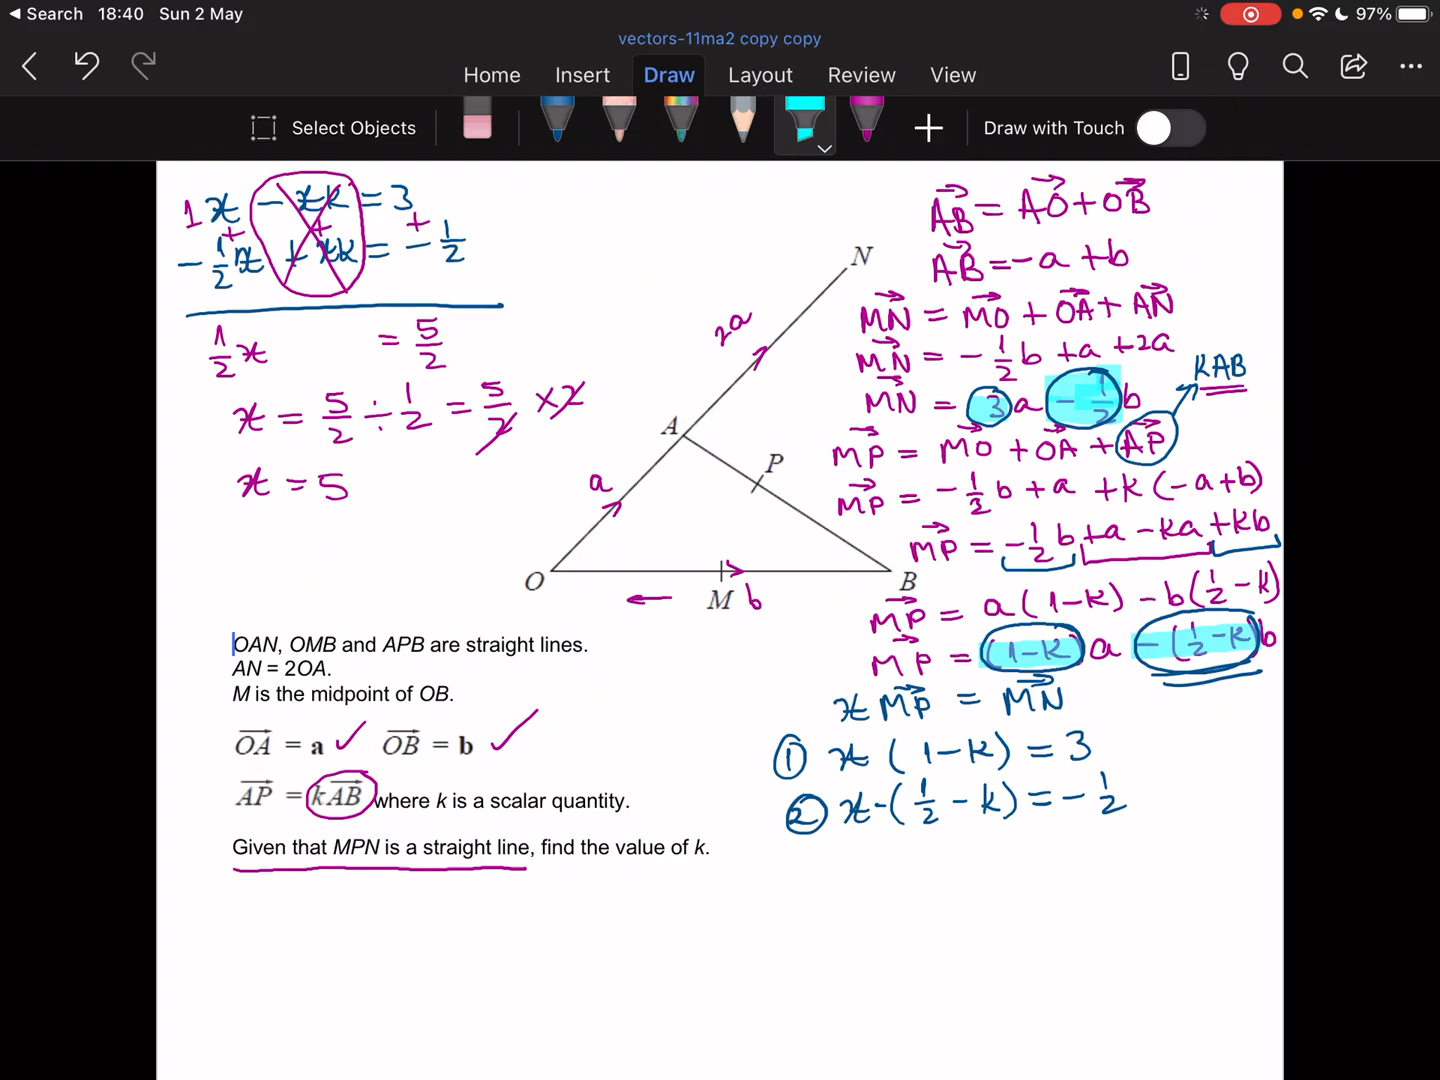 Search 18:40 Sun 2 May 97%
vectors-11ma2 copy copy
Home Insert Draw Layout Review View
Select Objects Draw with Touch
1x - xk = 3
+ + +
-1/2x + xk = -1/2
1/2x = 5/2
x = 5/2 ÷ 1/2 = 5/2 × 2
x = 5
N
2a
A
P
a
O
M b
B
AB = AO + OB
AB = -a + b
MN = MO + OA + AN
MN = -1/2b + a + 2a
KAB
MN = 3a - 1/2b
MP = MO + OA + AP
MP = -1/2b + a + k(-a+b)
MP = -1/2b + a - ka + kb
MP = a(1-k) - b(1/2-k)
MP = (1-k)a - (1/2-k)b
xMP = MN
① x(1-k) = 3
② x-(1/2-k) = -1/2
OAN, OMB and APB are straight lines.
AN = 2OA.
M is the midpoint of OB.
OA = a ✓ OB = b ✓
AP = kAB where k is a scalar quantity.
Given that MPN is a straight line, find the value of k.